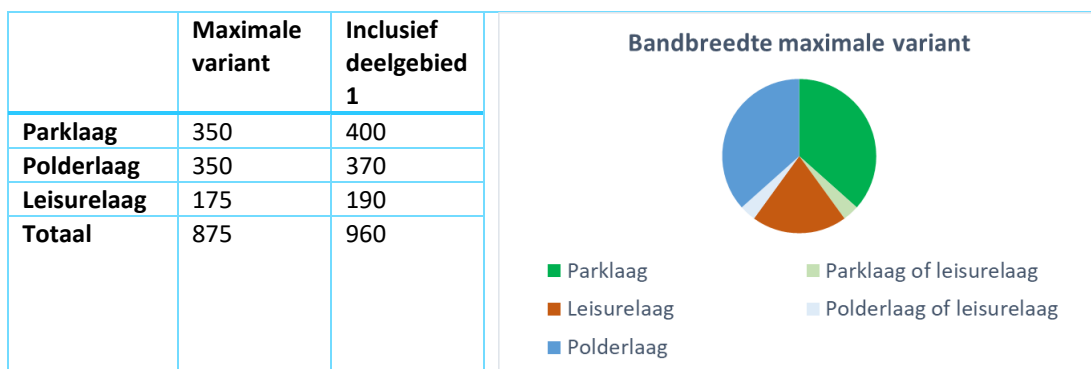 Maximale variant Inclusief deelgebied 1
Parklaag 350 400
Polderlaag 350 370
Leisurelaag 175 190
Totaal 875 960
Bandbreedte maximale variant
Parklaag Parklaag of leisurelaag
Leisurelaag Polderlaag of leisurelaag
Polderlaag